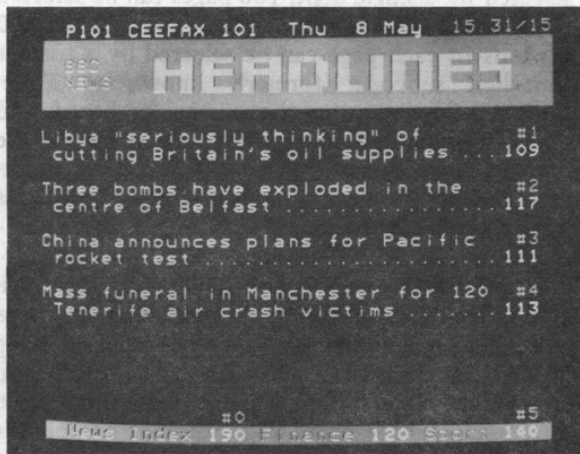 P101 CEEFAX 101 Thu 8 May 15:31/15
BBC
NEWS
HEADLINES
Libya "seriously thinking" of #1
cutting Britain's oil supplies ... 109
Three bombs have exploded in the #2
centre of Belfast ................. 117
China announces plans for Pacific #3
rocket test ....................... 111
Mass funeral in Manchester for 120 #4
Tenerife air crash victims ........ 113
#0 #5
News Index 190 Finance 120 Sport 140